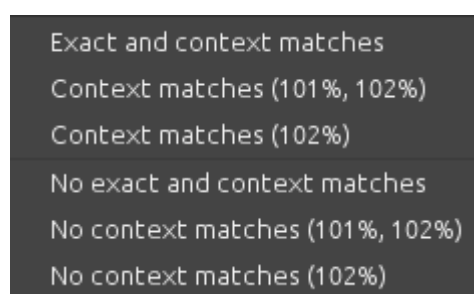 Exact and context matches
Context matches (101%, 102%)
Context matches (102%)
No exact and context matches
No context matches (101%, 102%)
No context matches (102%)